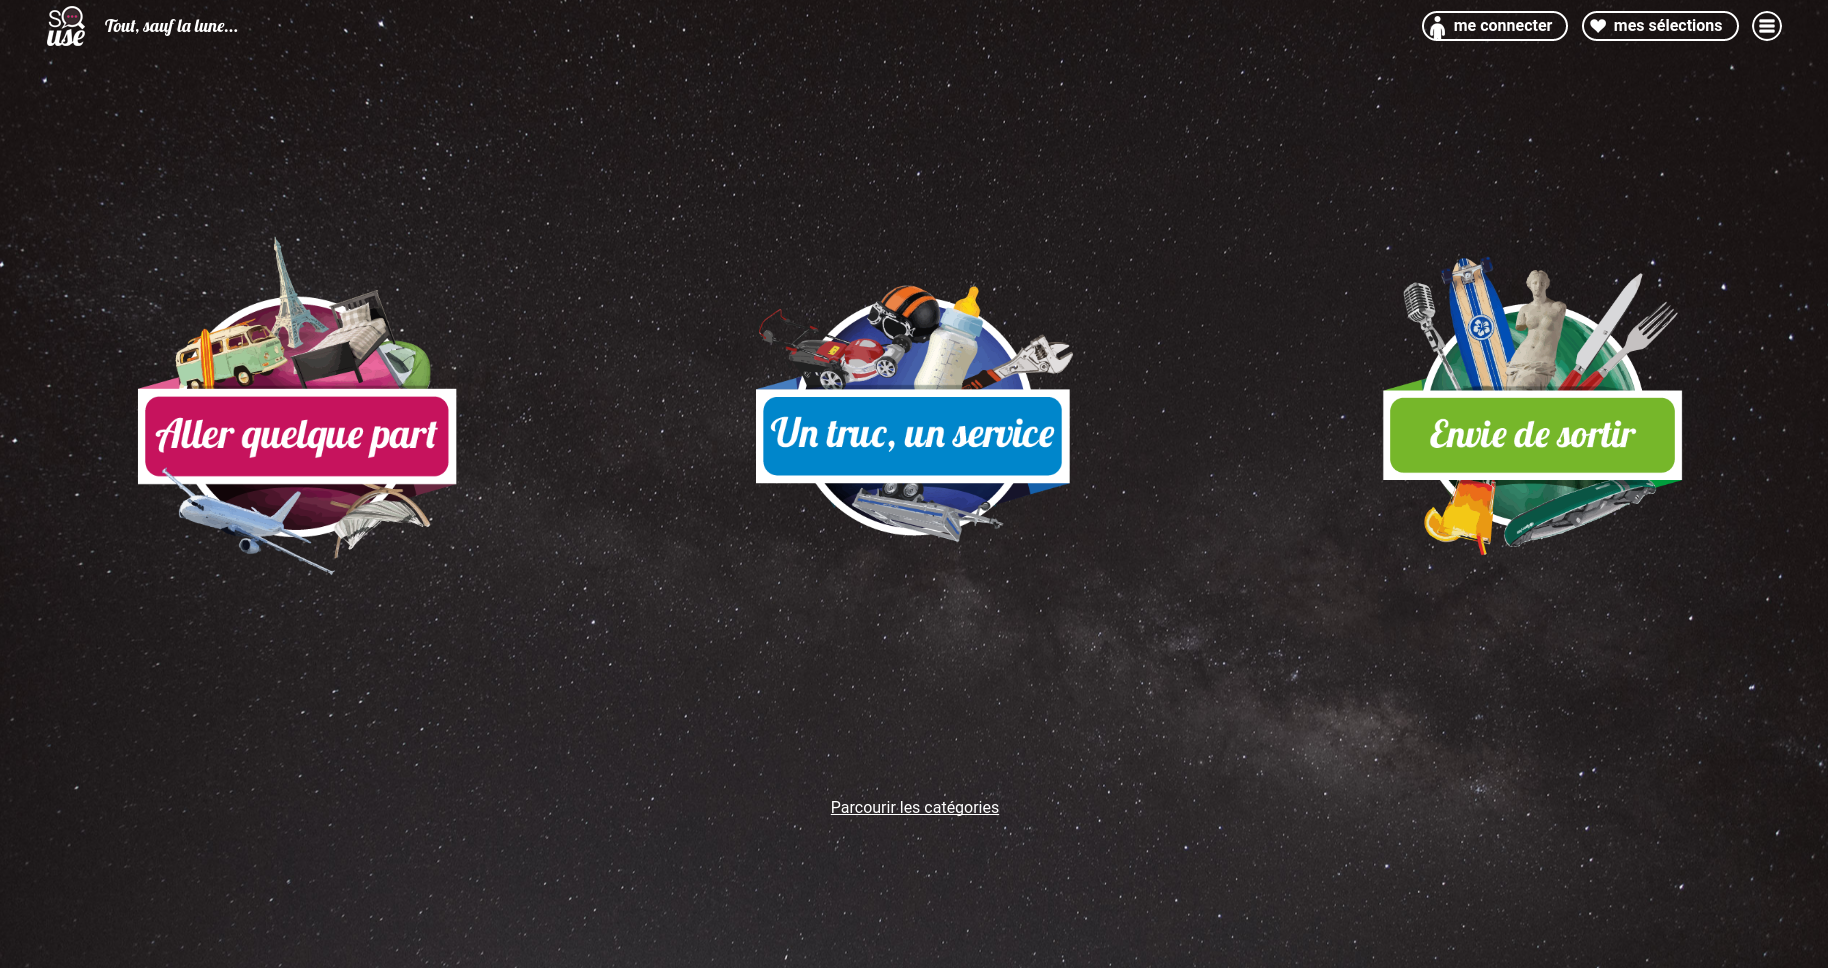 SO
use
Tout, sauf la lune...
me connecter
mes sélections
Aller quelque part
Un truc, un service
Envie de sortir
Parcourir les catégories